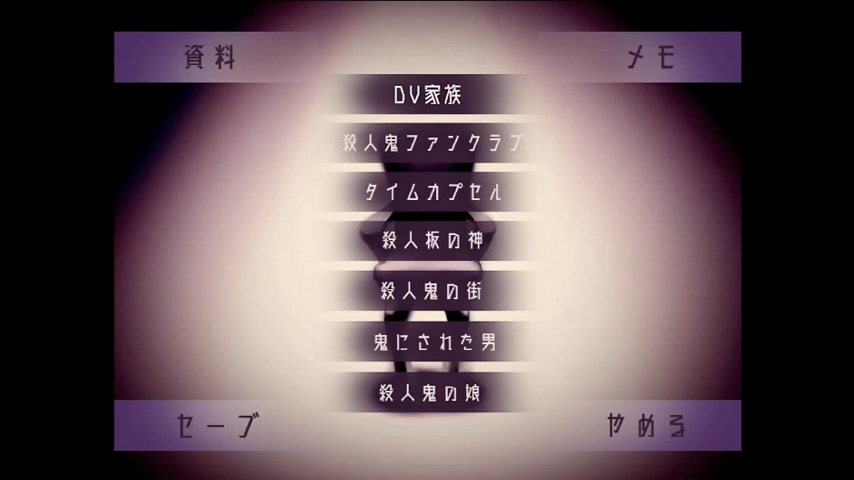 資料
メモ
DV家族
殺人鬼ファンクラブ
タイムカプセル
殺人板の神
殺人鬼の街
鬼にされた男
殺人鬼の娘
セーブ
やめる